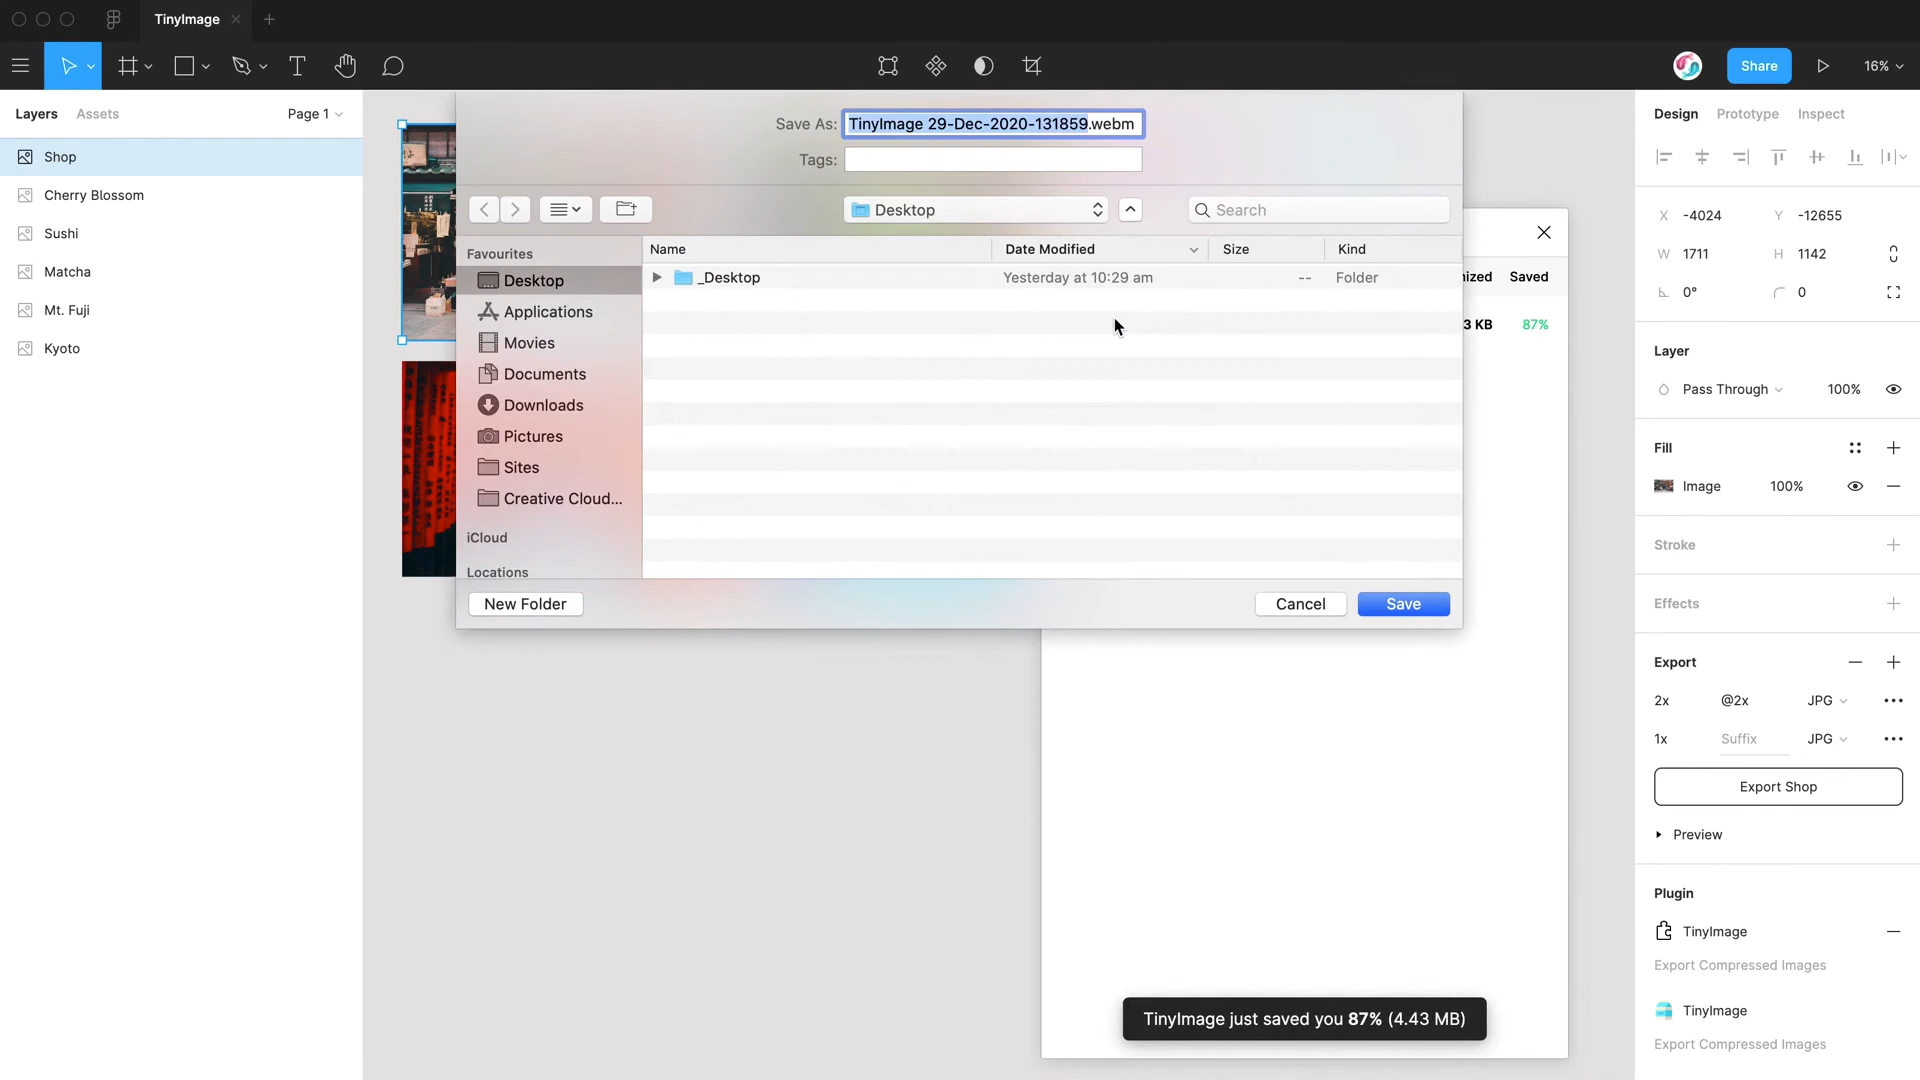 TinyImage
Share
16%
Layers
Assets
Page 1
Shop
Cherry Blossom
Sushi
Matcha
Mt. Fuji
Kyoto
Save As:
TinyImage 29-Dec-2020-131859.webm
Tags:
Desktop
Search
Favourites
Desktop
Applications
Movies
Documents
Downloads
Pictures
Sites
Creative Cloud...
iCloud
Locations
Name
Date Modified
Size
Kind
_Desktop
Yesterday at 10:29 am
--
Folder
New Folder
Cancel
Save
Saved
3 KB
87%
TinyImage just saved you 87% (4.43 MB)
Design
Prototype
Inspect
X -4024
Y -12655
W 1711
H 1142
0°
0
Layer
Pass Through
100%
Fill
Image
100%
Stroke
Effects
Export
2x
@2x
JPG
1x
Suffix
JPG
Export Shop
Preview
Plugin
TinyImage
Export Compressed Images
TinyImage
Export Compressed Images